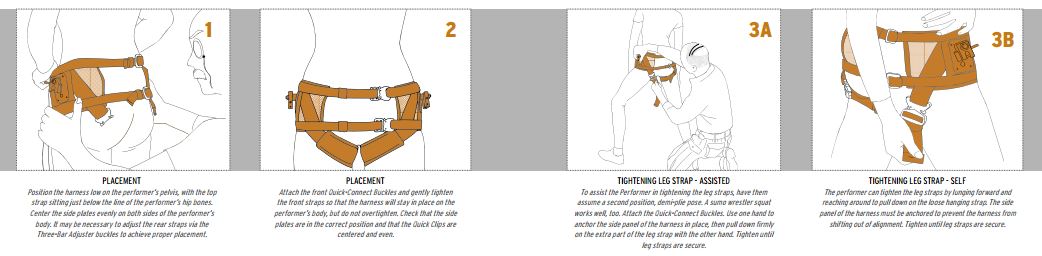 1
PLACEMENT
Position the harness low on the performer's pelvis, with the top
strap sitting just below the line of the performer's hip bones.
Center the side plates evenly on both sides of the performer's
body. It may be necessary to adjust the rear straps via the
Three-Bar Adjuster buckles to achieve proper placement.
2
PLACEMENT
Attach the front Quick-Connect Buckles and gently tighten
the front straps so that the harness will stay in place on the
performer's body, but do not overtighten. Check that the side
plates are in the correct position and that the Quick Clips are
centered and even.
3A
TIGHTENING LEG STRAP - ASSISTED
To assist the Performer in tightening the leg straps, have them
assume a second position, demi-plie pose. A sumo wrestler squat
works well, too. Attach the Quick-Connect Buckles. Use one hand to
anchor the side panel of the harness in place, then pull down firmly
on the extra part of the leg strap with the other hand. Tighten until
leg straps are secure.
3B
TIGHTENING LEG STRAP - SELF
The performer can tighten the leg straps by lunging forward and
reaching around to pull down on the loose hanging strap. The side
panel of the harness must be anchored to prevent the harness from
shifting out of alignment. Tighten until leg straps are secure.